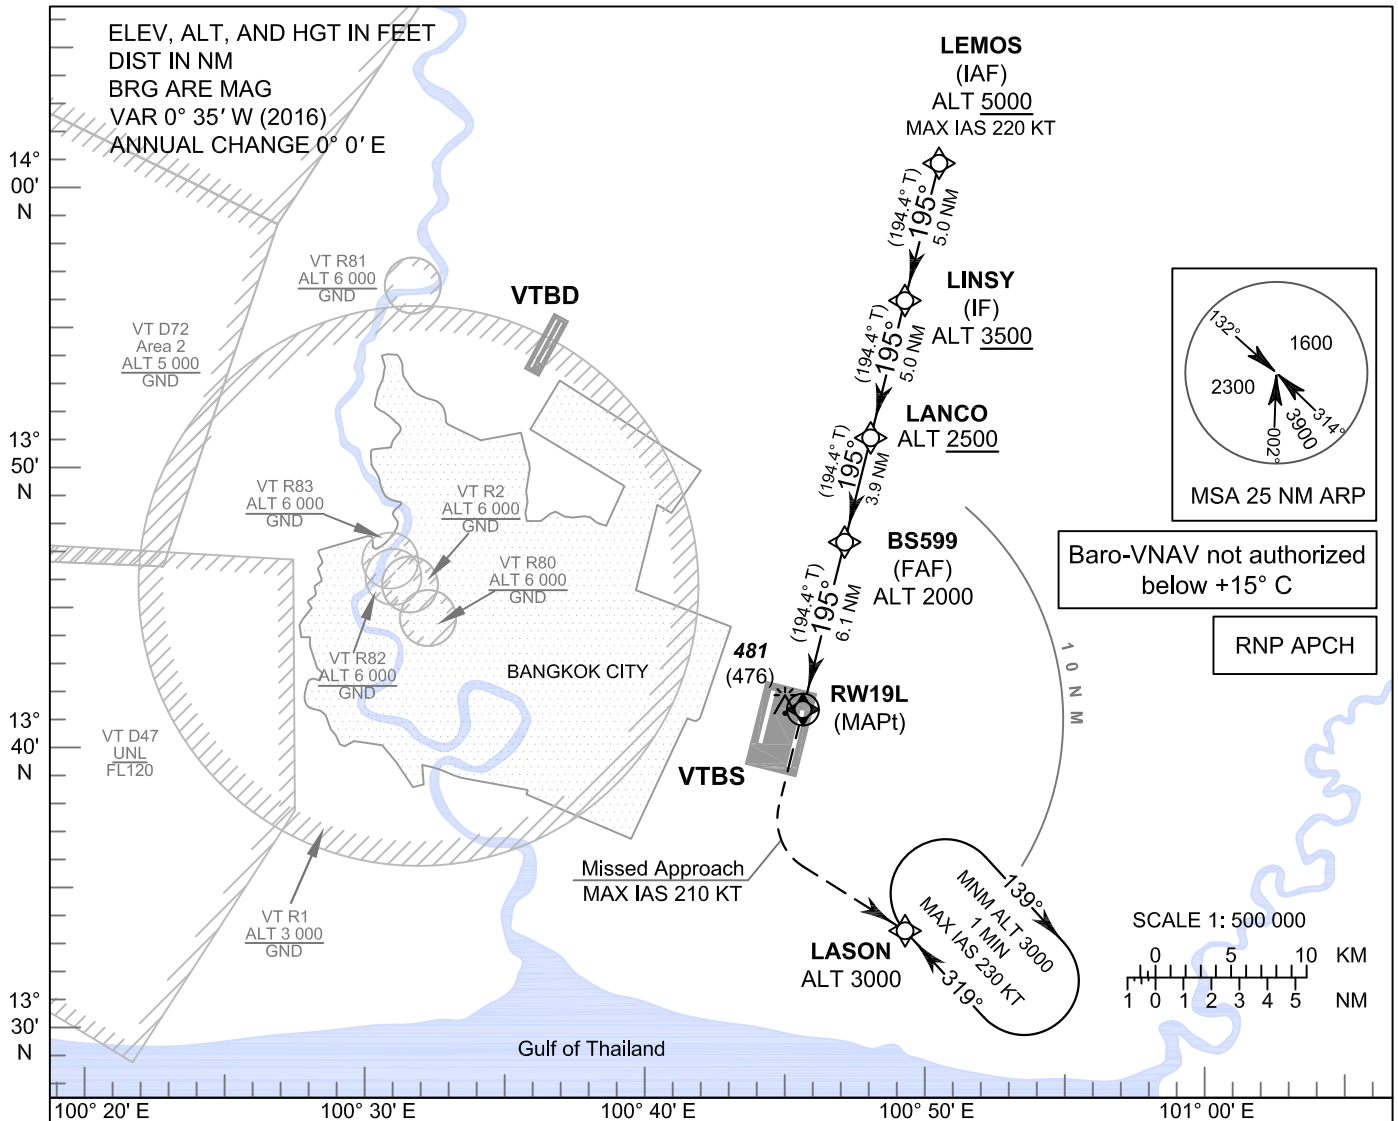 ELEV, ALT, AND HGT IN FEET
DIST IN NM
BRG ARE MAG
VAR 0° 35′ W (2016)
ANNUAL CHANGE 0° 0′ E
LEMOS
(IAF)
ALT 5000
MAX IAS 220 KT
(194.4° T)
195°
5.0 NM
LINSY
(IF)
ALT 3500
(194.4° T)
195°
5.0 NM
LANCO
ALT 2500
(194.4° T)
195°
3.9 NM
BS599
(FAF)
ALT 2000
(194.4° T)
195°
6.1 NM
RW19L
(MAPt)
481
(476)
VTBS
VTBD
VT R81
ALT 6 000
GND
VT D72
Area 2
ALT 5 000
GND
VT R83
ALT 6 000
GND
VT R2
ALT 6 000
GND
VT R80
ALT 6 000
GND
VT R82
ALT 6 000
GND
BANGKOK CITY
VT D47
UNL
FL120
VT R1
ALT 3 000
GND
Missed Approach
MAX IAS 210 KT
LASON
ALT 3000
139°
MNM ALT 3000
1 MIN
MAX IAS 230 KT
319°
10NM
132°
1600
2300
3900
314°
002°
MSA 25 NM ARP
Baro-VNAV not authorized
below +15° C
RNP APCH
SCALE 1: 500 000
0 5 10 KM
1 0 1 2 3 4 5 NM
Gulf of Thailand
14°
00'
N
13°
50'
N
13°
40'
N
13°
30'
N
100° 20' E 100° 30' E 100° 40' E 100° 50' E 101° 00' E